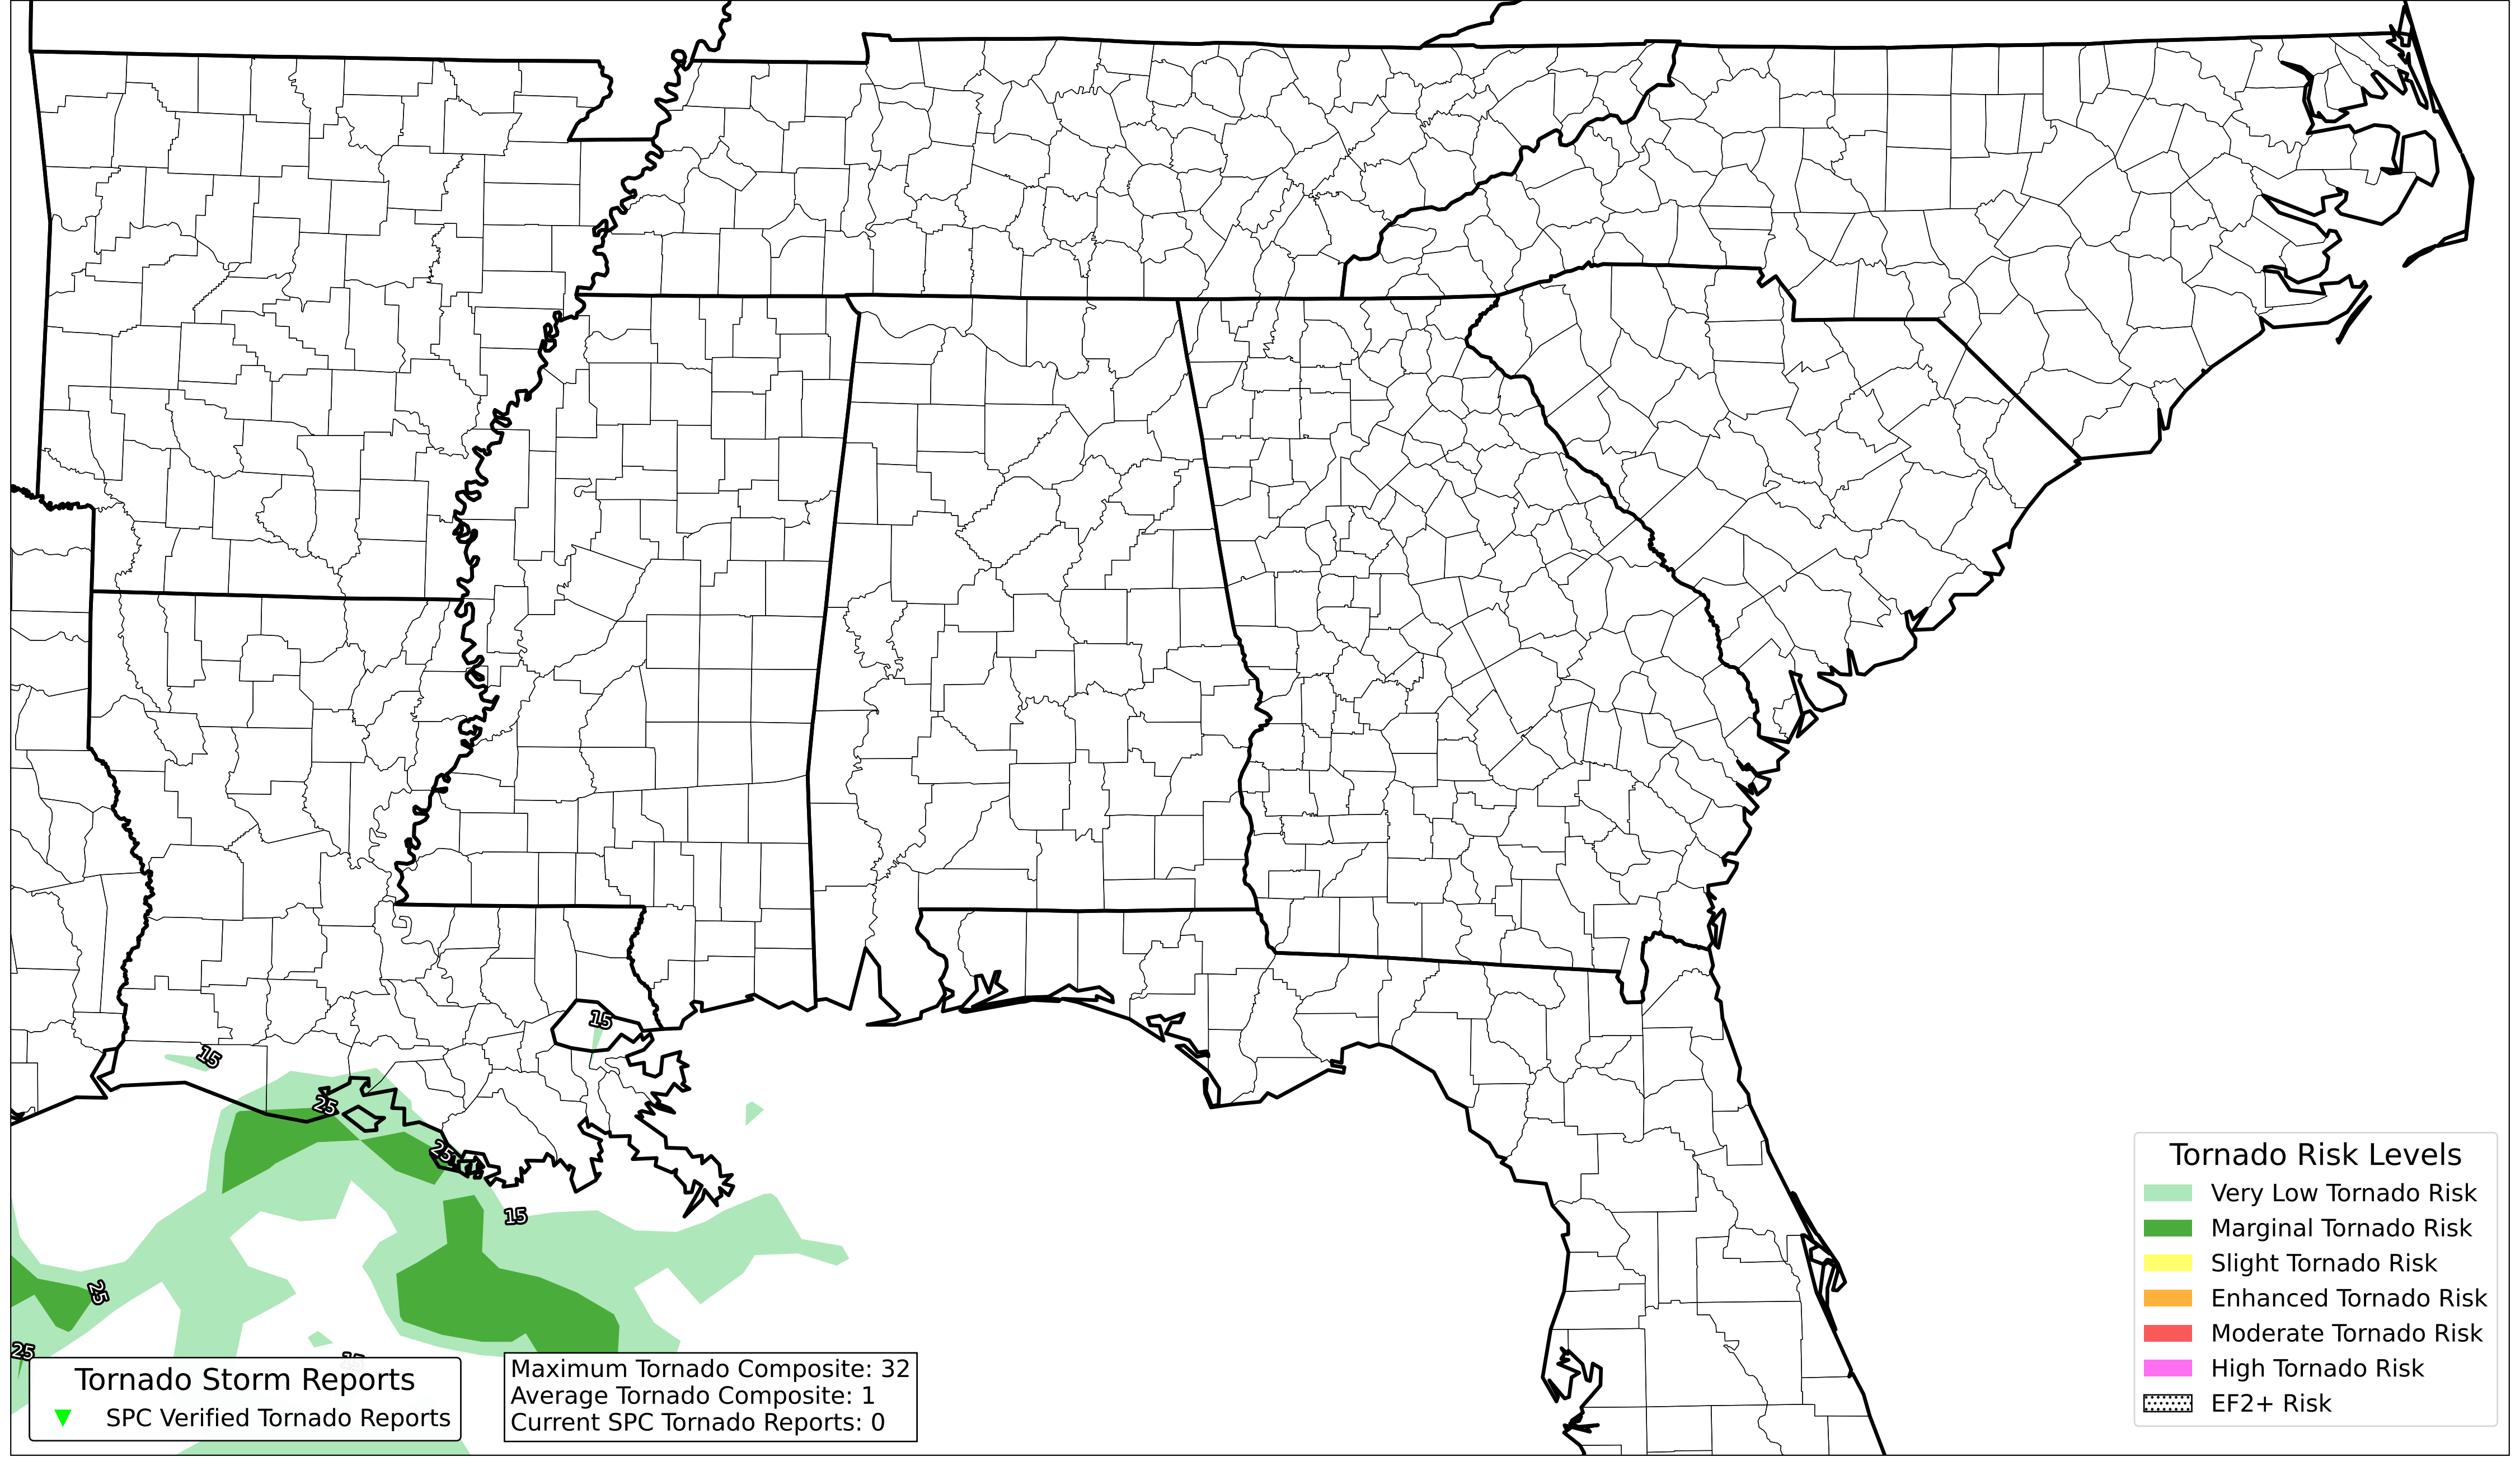 15
15
25
25
15
25
25
Tornado Storm Reports
SPC Verified Tornado Reports
Maximum Tornado Composite: 32
Average Tornado Composite: 1
Current SPC Tornado Reports: 0
Tornado Risk Levels
Very Low Tornado Risk
Marginal Tornado Risk
Slight Tornado Risk
Enhanced Tornado Risk
Moderate Tornado Risk
High Tornado Risk
EF2+ Risk